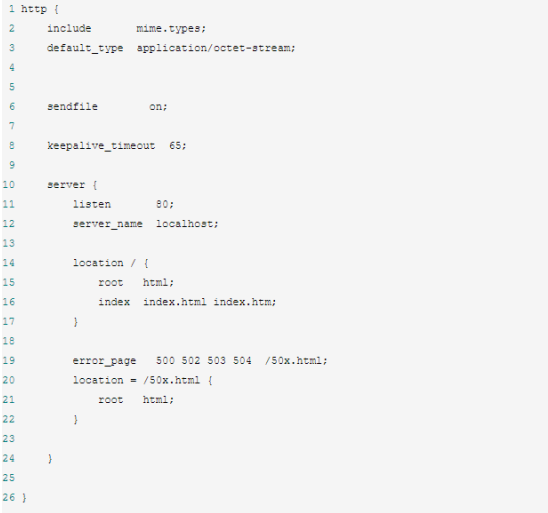 1 http {
2     include       mime.types;
3     default_type  application/octet-stream;
4
5
6     sendfile        on;
7
8     keepalive_timeout  65;
9
10     server {
11         listen       80;
12         server_name  localhost;
13
14         location / {
15             root   html;
16             index  index.html index.htm;
17         }
18
19         error_page   500 502 503 504  /50x.html;
20         location = /50x.html {
21             root   html;
22         }
23
24     }
25
26 }